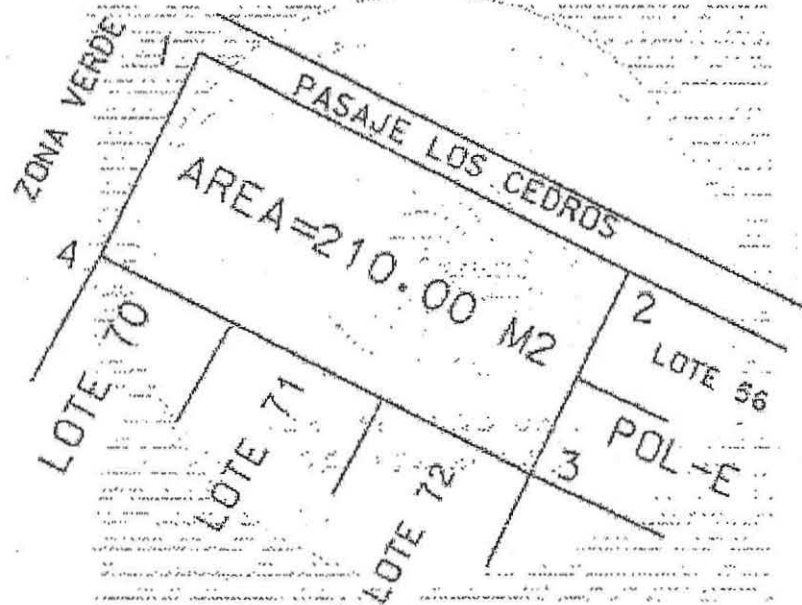 1
ZONA VERDE
PASAJE LOS CEDROS
AREA=210.00 M2
4
2
LOTE 56
LOTE 70
LOTE 71
POL-E
3
LOTE 72